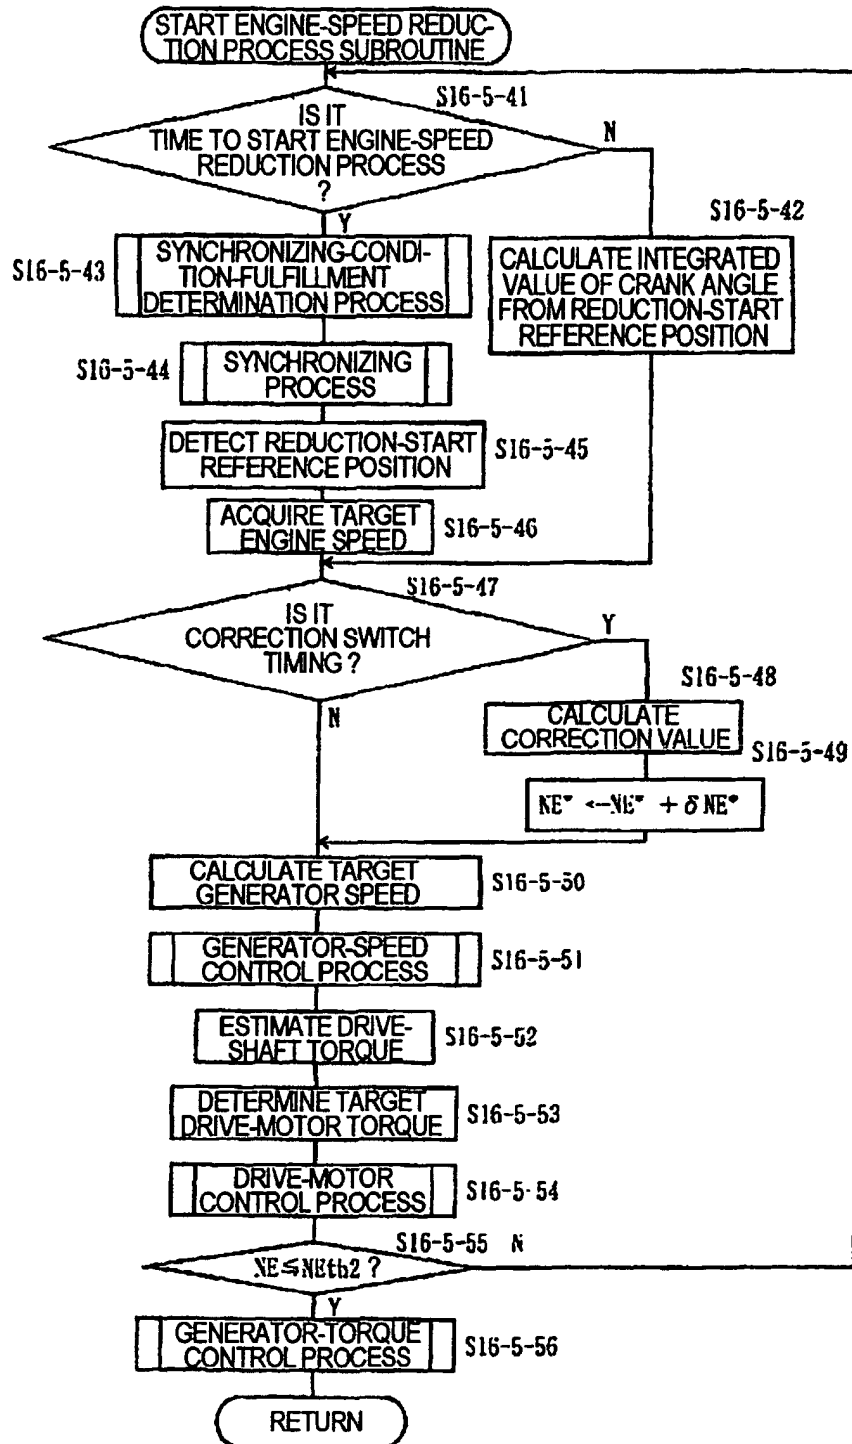 START ENGINE-SPEED REDUC-
TION PROCESS SUBROUTINE
S16-5-41
IS IT
TIME TO START ENGINE-SPEED
REDUCTION PROCESS
?
N
Y
S16-5-42
CALCULATE INTEGRATED
VALUE OF CRANK ANGLE
FROM REDUCTION-START
REFERENCE POSITION
S16-5-43
SYNCHRONIZING-CONDI-
TION-FULFILLMENT
DETERMINATION PROCESS
S16-5-44
SYNCHRONIZING
PROCESS
DETECT REDUCTION-START
REFERENCE POSITION
S16-5-45
ACQUIRE TARGET
ENGINE SPEED
S16-5-46
S16-5-47
IS IT
CORRECTION SWITCH
TIMING ?
Y
N
S16-5-48
CALCULATE
CORRECTION VALUE
S16-5-49
NE* ←NE* + δNE*
CALCULATE TARGET
GENERATOR SPEED
S16-5-50
GENERATOR-SPEED
CONTROL PROCESS
S16-5-51
ESTIMATE DRIVE-
SHAFT TORQUE
S16-5-52
DETERMINE TARGET
DRIVE-MOTOR TORQUE
S16-5-53
DRIVE-MOTOR
CONTROL PROCESS
S16-5-54
S16-5-55
N
NE≦NEth2 ?
Y
GENERATOR-TORQUE
CONTROL PROCESS
S16-5-56
RETURN